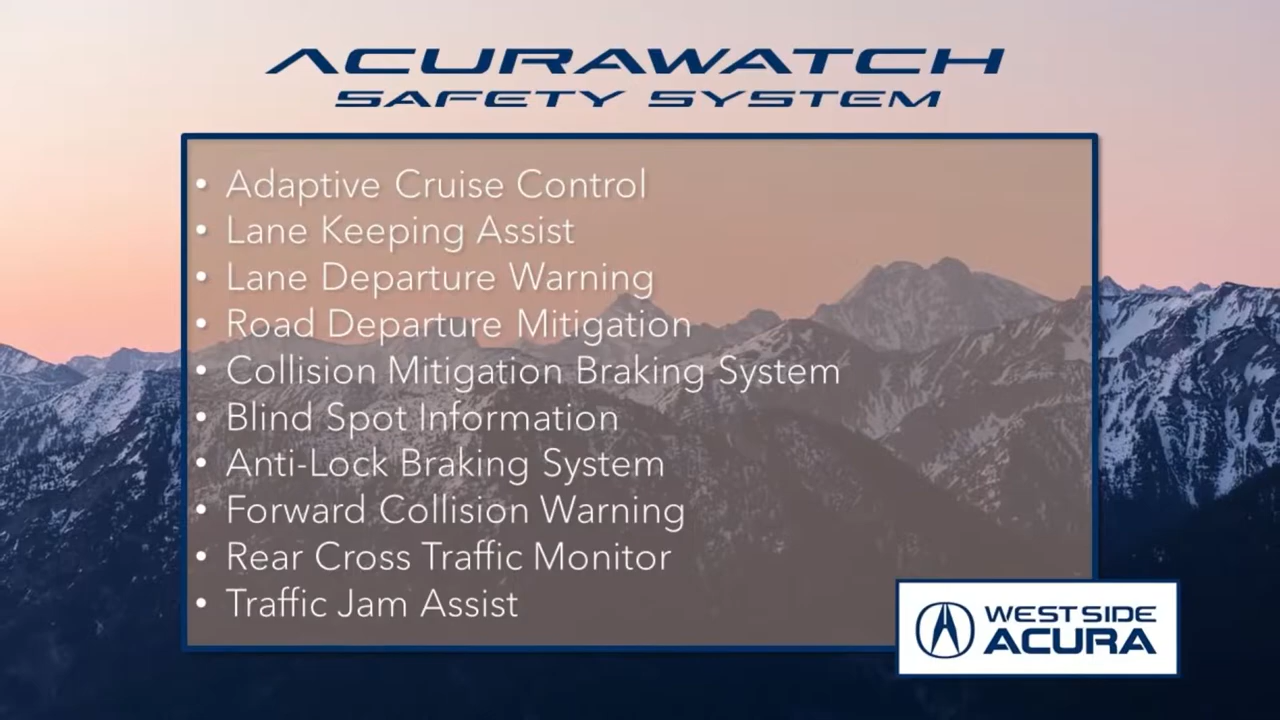 ACURAWATCH
SAFETY SYSTEM
• Adaptive Cruise Control
• Lane Keeping Assist
• Lane Departure Warning
• Road Departure Mitigation
• Collision Mitigation Braking System
• Blind Spot Information
• Anti-Lock Braking System
• Forward Collision Warning
• Rear Cross Traffic Monitor
• Traffic Jam Assist
WEST SIDE
ACURA